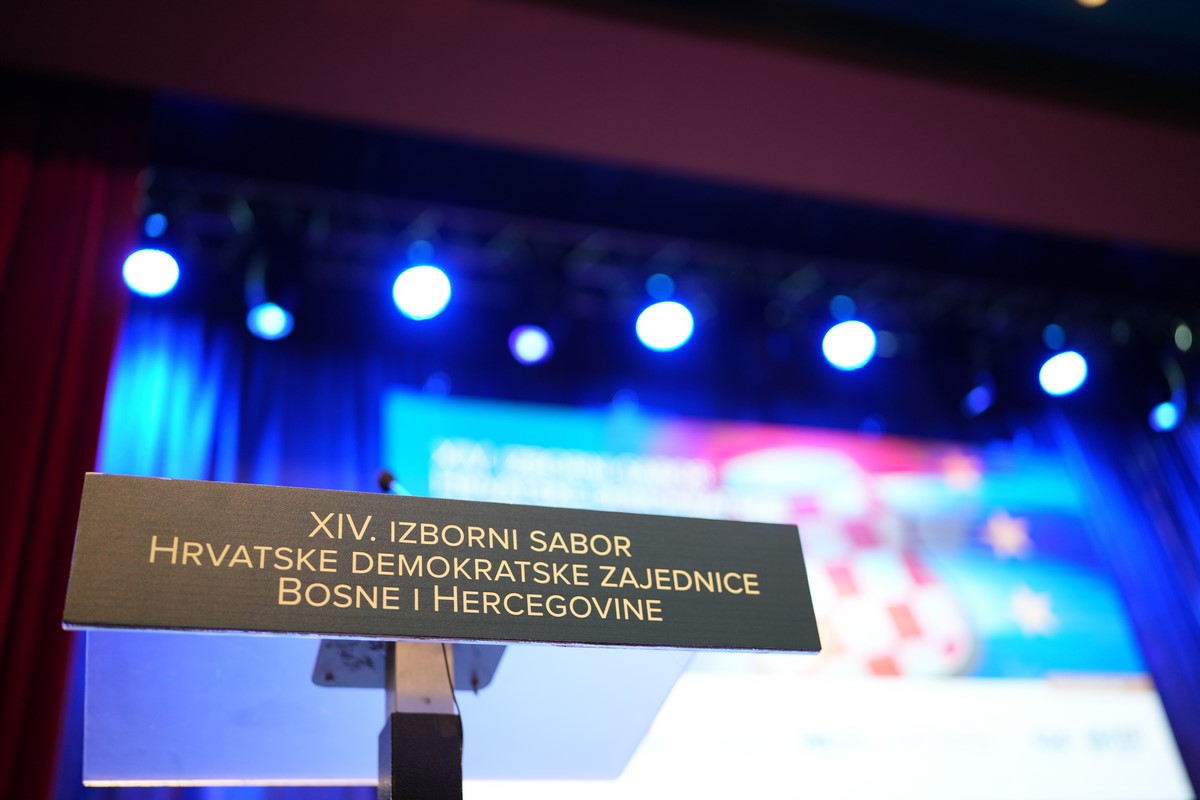 XIV. IZBORNI SABOR
HRVATSKE DEMOKRATSKE ZAJEDNICE
BOSNE I HERCEGOVINE